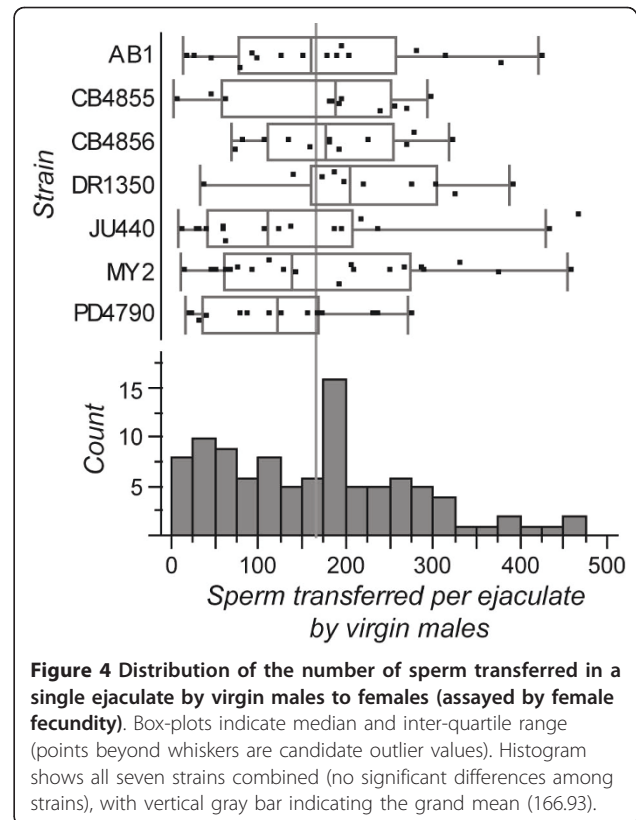 AB1
CB4855
CB4856
DR1350
JU440
MY2
PD4790
Strain
15
10
5
Count
0 100 200 300 400 500
Sperm transferred per ejaculate
by virgin males
Figure 4 Distribution of the number of sperm transferred in a
single ejaculate by virgin males to females (assayed by female
fecundity). Box-plots indicate median and inter-quartile range
(points beyond whiskers are candidate outlier values). Histogram
shows all seven strains combined (no significant differences among
strains), with vertical gray bar indicating the grand mean (166.93).